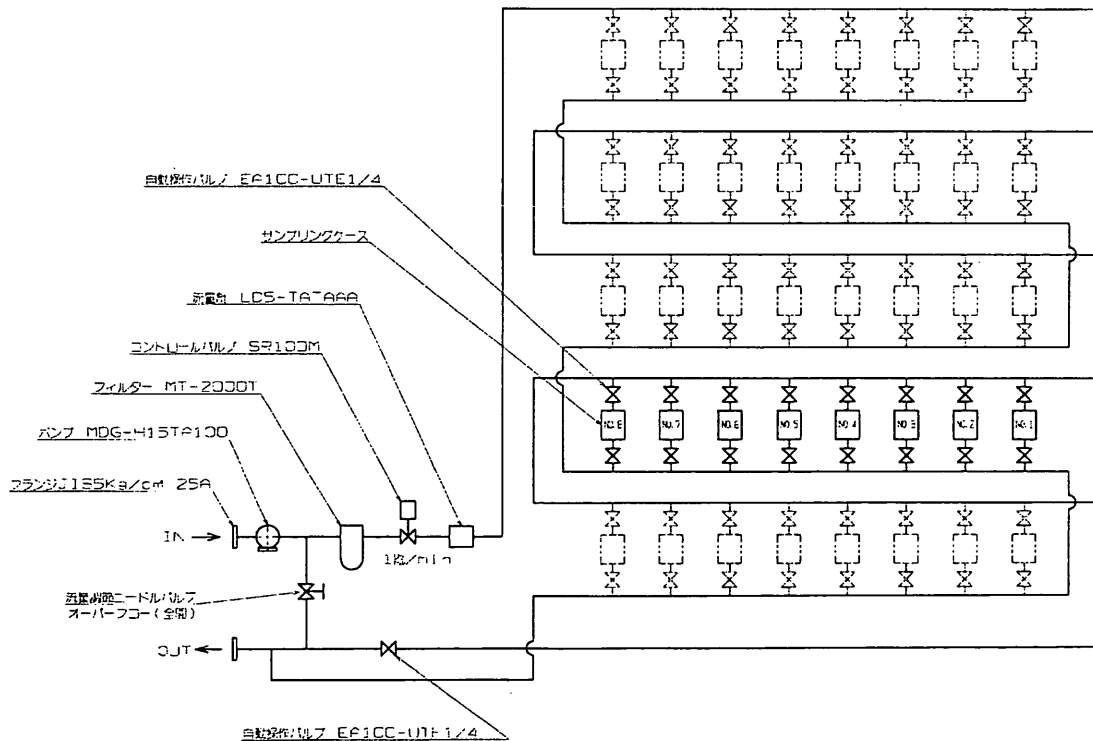 自動操作バルブ EA1CC-UTE1/4
サンプリングケース
流量計 LD5-TATAAA
コントロールバルブ SR100M
フィルター MT-2000T
ポンプ MDG-H15TA100
フランジJIS5Kg/cm 25A
NO.8 NO.7 NO.6 NO.5 NO.4 NO.3 NO.2 NO.1
IN
流量調節ニードルバルブ
オーバーフロー(全開)
OUT
自動操作バルブ EA1CC-UTE1/4